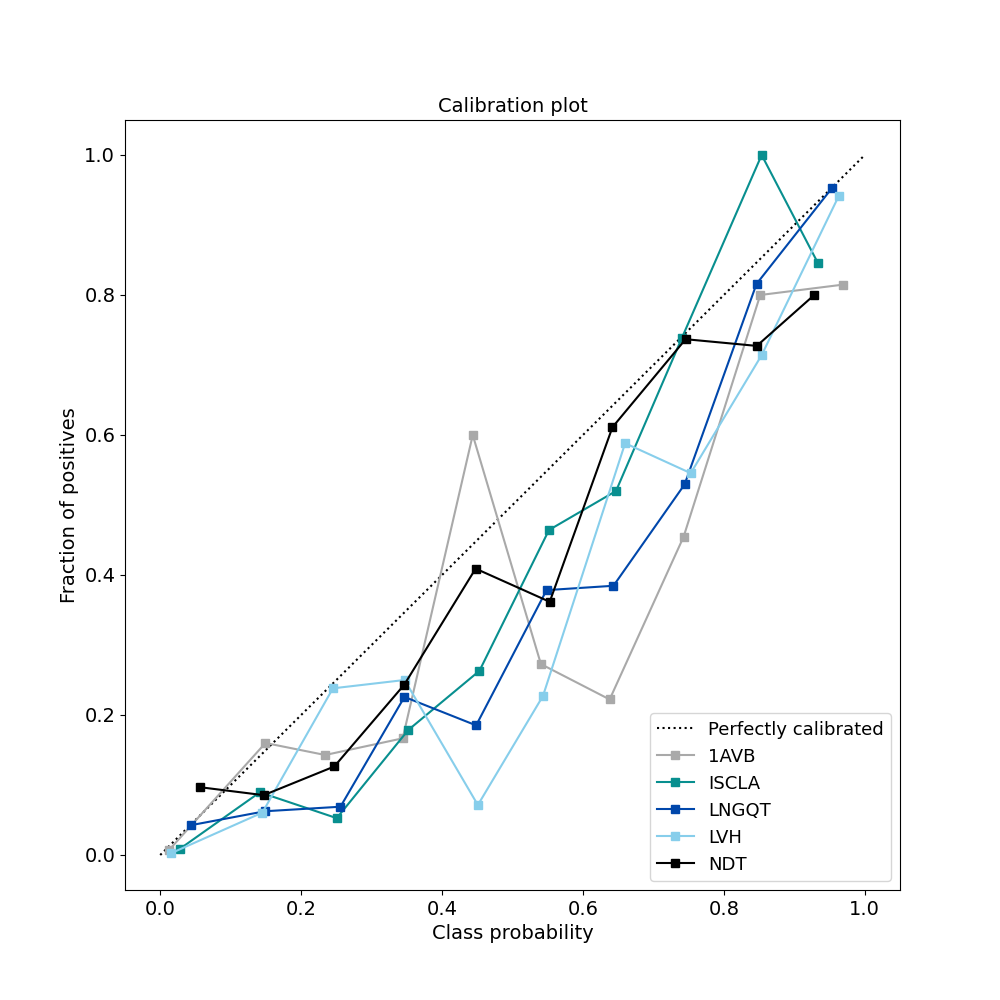 Calibration plot
Fraction of positives
1.0
0.8
0.6
0.4
0.2
0.0
0.0 0.2 0.4 0.6 0.8 1.0
Class probability
Perfectly calibrated
1AVB
ISCLA
LNGQT
LVH
NDT